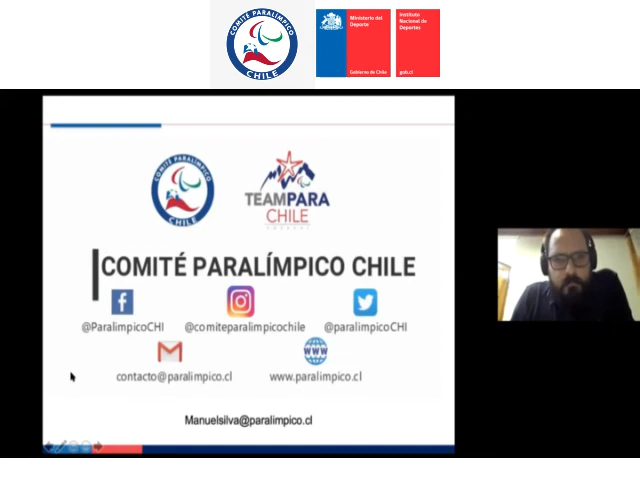 COMITÉ PARALÍMPICO
CHILE
Ministerio del
Deporte
Gobierno de Chile
Instituto
Nacional de
Deportes
gob.cl
COMITÉ PARALÍMPICO
CHILE
TEAMPARA
CHILE
COMITÉ PARALÍMPICO CHILE
@ParalimpicoCHI
@comiteparalimpicochile
@paralimpicoCHI
contacto@paralimpico.cl
www
www.paralimpico.cl
Manuelsilva@paralimpico.cl